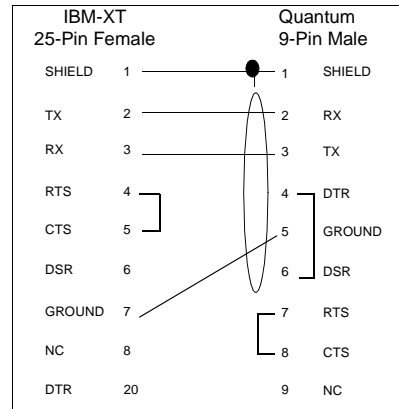 IBM-XT Quantum
25-Pin Female 9-Pin Male
SHIELD 1 1 SHIELD
TX 2 2 RX
RX 3 3 TX
RTS 4 4 DTR
CTS 5 5 GROUND
DSR 6 6 DSR
GROUND 7 7 RTS
NC 8 8 CTS
DTR 20 9 NC